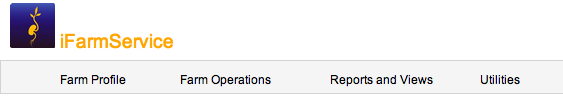 iFarmService
Farm Profile Farm Operations Reports and Views Utilities